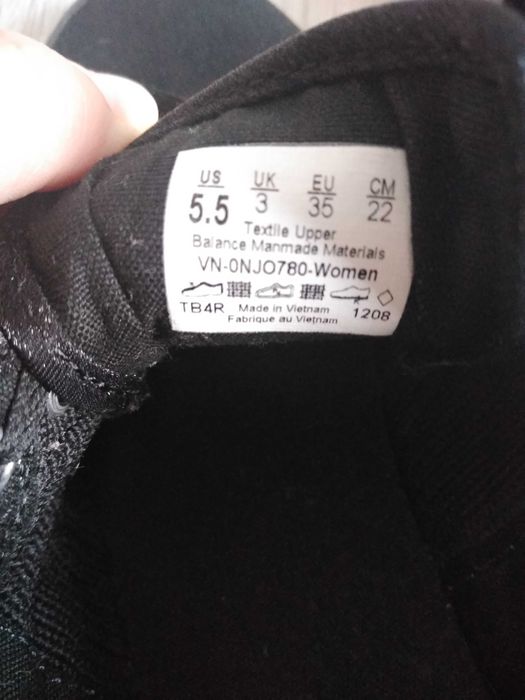 US UK EU CM
5.5 3 35 22
Textile Upper
Balance Manmade Materials
VN-0NJO780-Women
TB4R Made in Vietnam 1208
Fabrique au Vietnam